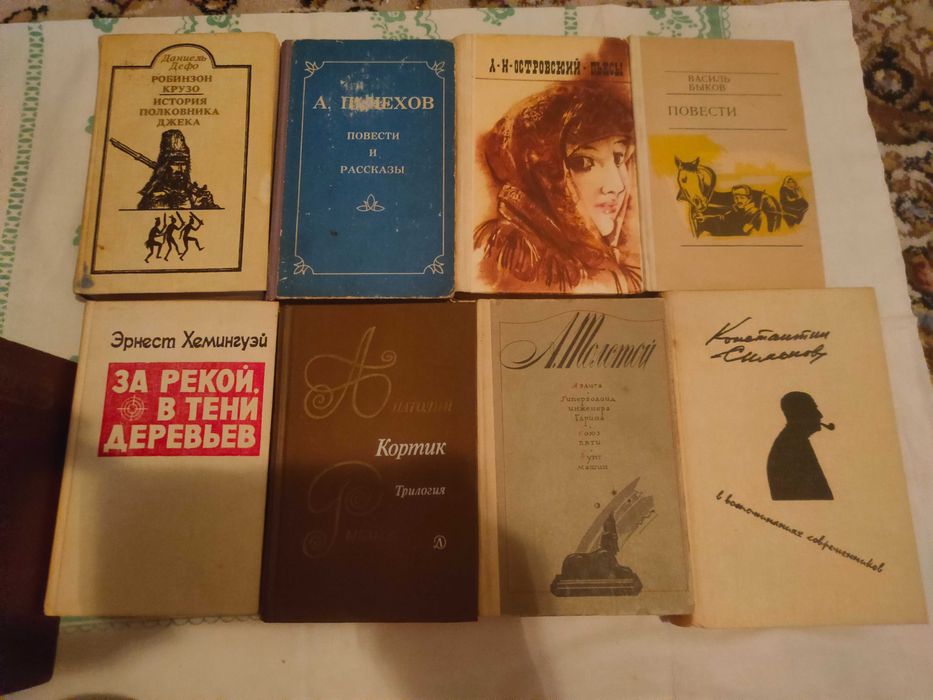 Даниель
Дефо
РОБИНЗОН
КРУЗО
ИСТОРИЯ
ПОЛКОВНИКА
ДЖЕКА
А. П. ЧЕХОВ
ПОВЕСТИ
И
РАССКАЗЫ
А·Н·ОСТРОВСКИЙ·ПЬЕСЫ
ВАСИЛЬ
БЫКОВ
ПОВЕСТИ
Эрнест Хемингуэй
ЗА РЕКОЙ,
В ТЕНИ
ДЕРЕВЬЕВ
Анатолий
Кортик
Трилогия
Рыбаков
А.Толстой
Аэлита
Гиперболоид
инженера
Гарина
Союз
пяти
Бунт
машин
Константин
Симонов
в воспоминаниях современников